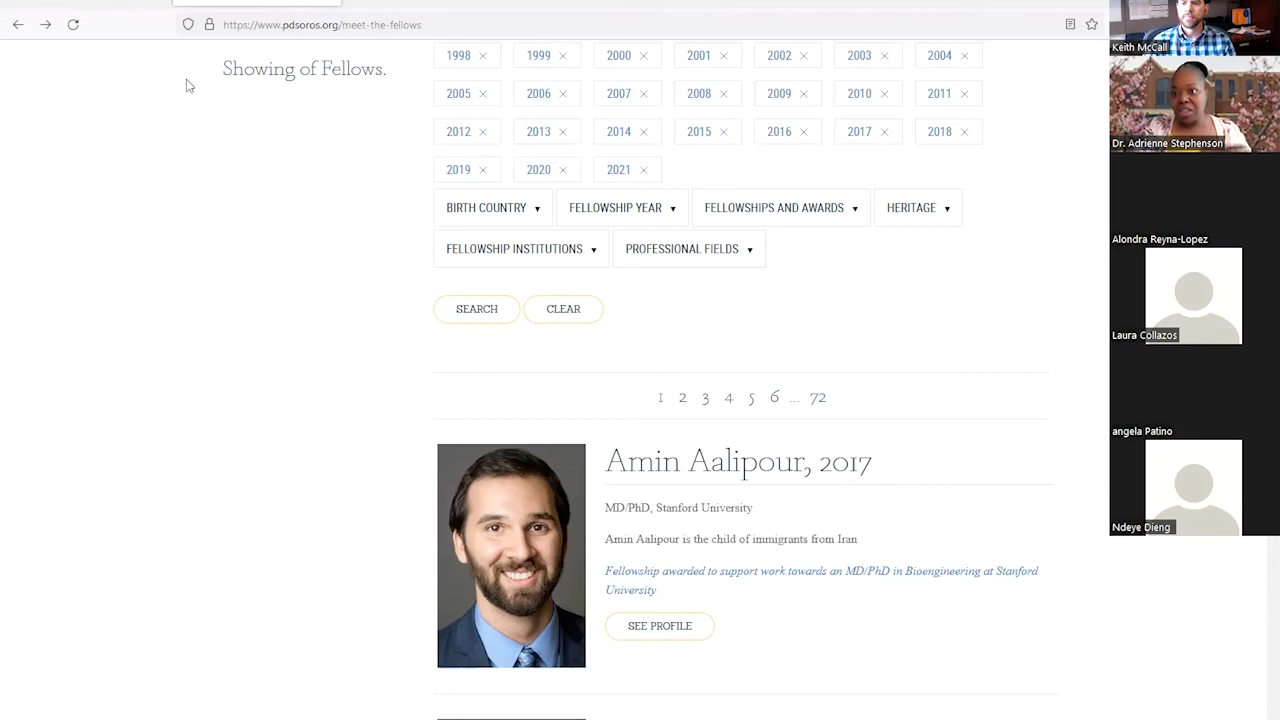 https://www.pdsoros.org/meet-the-fellows
Showing of Fellows.
1998 × 1999 × 2000 × 2001 × 2002 × 2003 × 2004 ×
2005 × 2006 × 2007 × 2008 × 2009 × 2010 × 2011 ×
2012 × 2013 × 2014 × 2015 × 2016 × 2017 × 2018 ×
2019 × 2020 × 2021 ×
BIRTH COUNTRY ▼ FELLOWSHIP YEAR ▼ FELLOWSHIPS AND AWARDS ▼ HERITAGE ▼
FELLOWSHIP INSTITUTIONS ▼ PROFESSIONAL FIELDS ▼
SEARCH CLEAR
1 2 3 4 5 6 ... 72
Amin Aalipour, 2017
MD/PhD, Stanford University
Amin Aalipour is the child of immigrants from Iran
Fellowship awarded to support work towards an MD/PhD in Bioengineering at Stanford
University
SEE PROFILE
Keith McCall
Dr. Adrienne Stephenson
Alondra Reyna-Lopez
Laura Collazos
angela Patino
Ndeye Dieng